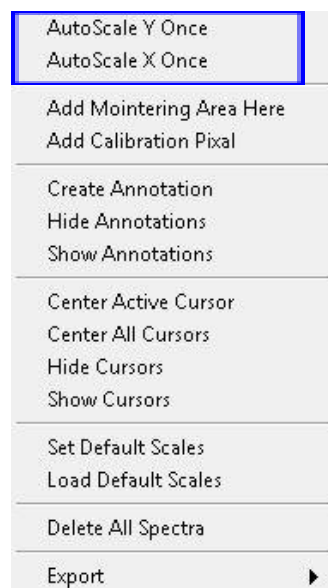 AutoScale Y Once
AutoScale X Once
Add Mointering Area Here
Add Calibration Pixal
Create Annotation
Hide Annotations
Show Annotations
Center Active Cursor
Center All Cursors
Hide Cursors
Show Cursors
Set Default Scales
Load Default Scales
Delete All Spectra
Export